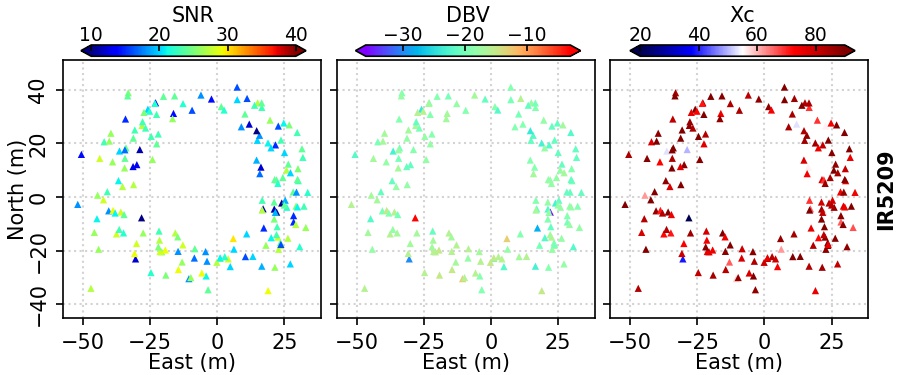 SNR DBV Xc
10 20 30 40 −30 −20 −10 20 40 60 80
North (m)
40
20
0
−20
−40
−50 −25 0 25 −50 −25 0 25 −50 −25 0 25
East (m) East (m) East (m)
IR5209